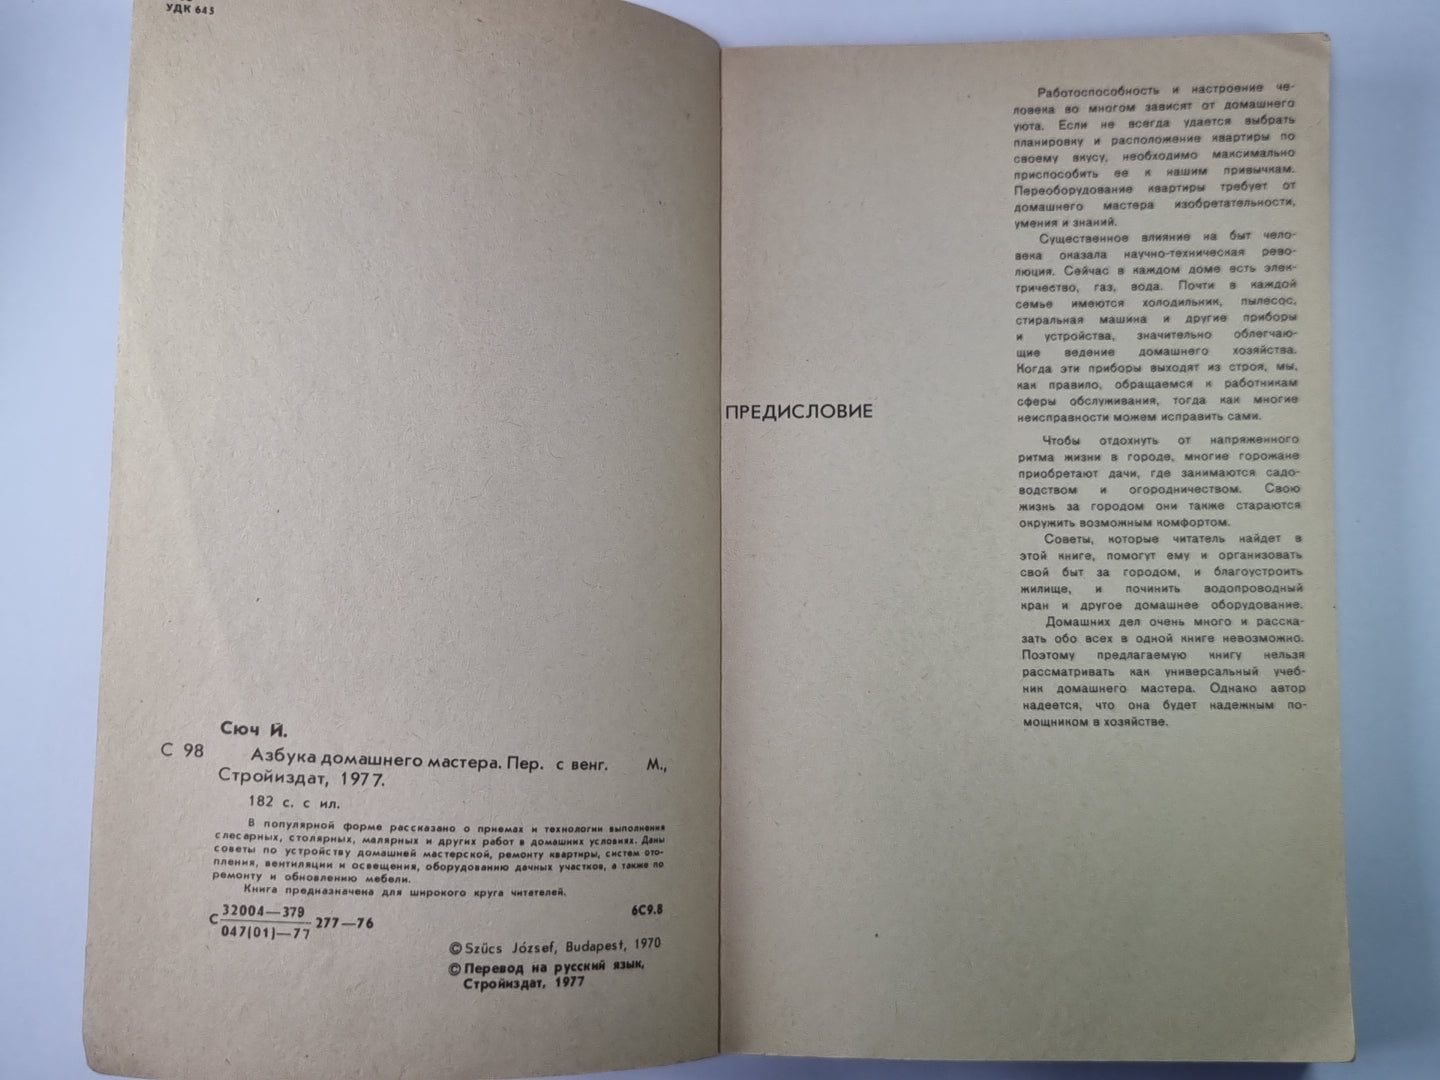 УДК 645
Сюч Й.
С 98
Азбука домашнего мастера. Пер. с венг. М.,
Стройиздат, 1977.
182 с. с ил.
В популярной форме рассказано о приемах и технологии выполнения
слесарных, столярных, малярных и других работ в домашних условиях. Даны
советы по устройству домашней мастерской, ремонту квартиры, систем ото-
пления, вентиляции и освещения, оборудованию дачных участков, а также по
ремонту и обновлению мебели.
Книга предназначена для широкого круга читателей.
32004—379
С 277—76 6С9.8
047(01)—77
© Szücs József, Budapest, 1970
© Перевод на русский язык,
Стройиздат, 1977
ПРЕДИСЛОВИЕ
Работоспособность и настроение че-
ловека во многом зависят от домашнего
уюта. Если не всегда удается выбрать
планировку и расположение квартиры по
своему вкусу, необходимо максимально
приспособить ее к нашим привычкам.
Переоборудование квартиры требует от
домашнего мастера изобретательности,
умения и знаний.
Существенное влияние на быт чело-
века оказала научно-техническая рево-
люция. Сейчас в каждом доме есть элек-
тричество, газ, вода. Почти в каждой
семье имеются холодильник, пылесос,
стиральная машина и другие приборы
и устройства, значительно облегчаю-
щие ведение домашнего хозяйства.
Когда эти приборы выходят из строя, мы,
как правило, обращаемся к работникам
сферы обслуживания, тогда как многие
неисправности можем исправить сами.
Чтобы отдохнуть от напряженного
ритма жизни в городе, многие горожане
приобретают дачи, где занимаются садо-
водством и огородничеством. Свою
жизнь за городом они также стараются
окружить возможным комфортом.
Советы, которые читатель найдет в
этой книге, помогут ему и организовать
свой быт за городом, и благоустроить
жилище, и починить водопроводный
кран и другое домашнее оборудование.
Домашних дел очень много и расска-
зать обо всех в одной книге невозможно.
Поэтому предлагаемую книгу нельзя
рассматривать как универсальный учеб-
ник домашнего мастера. Однако автор
надеется, что она будет надежным по-
мощником в хозяйстве.